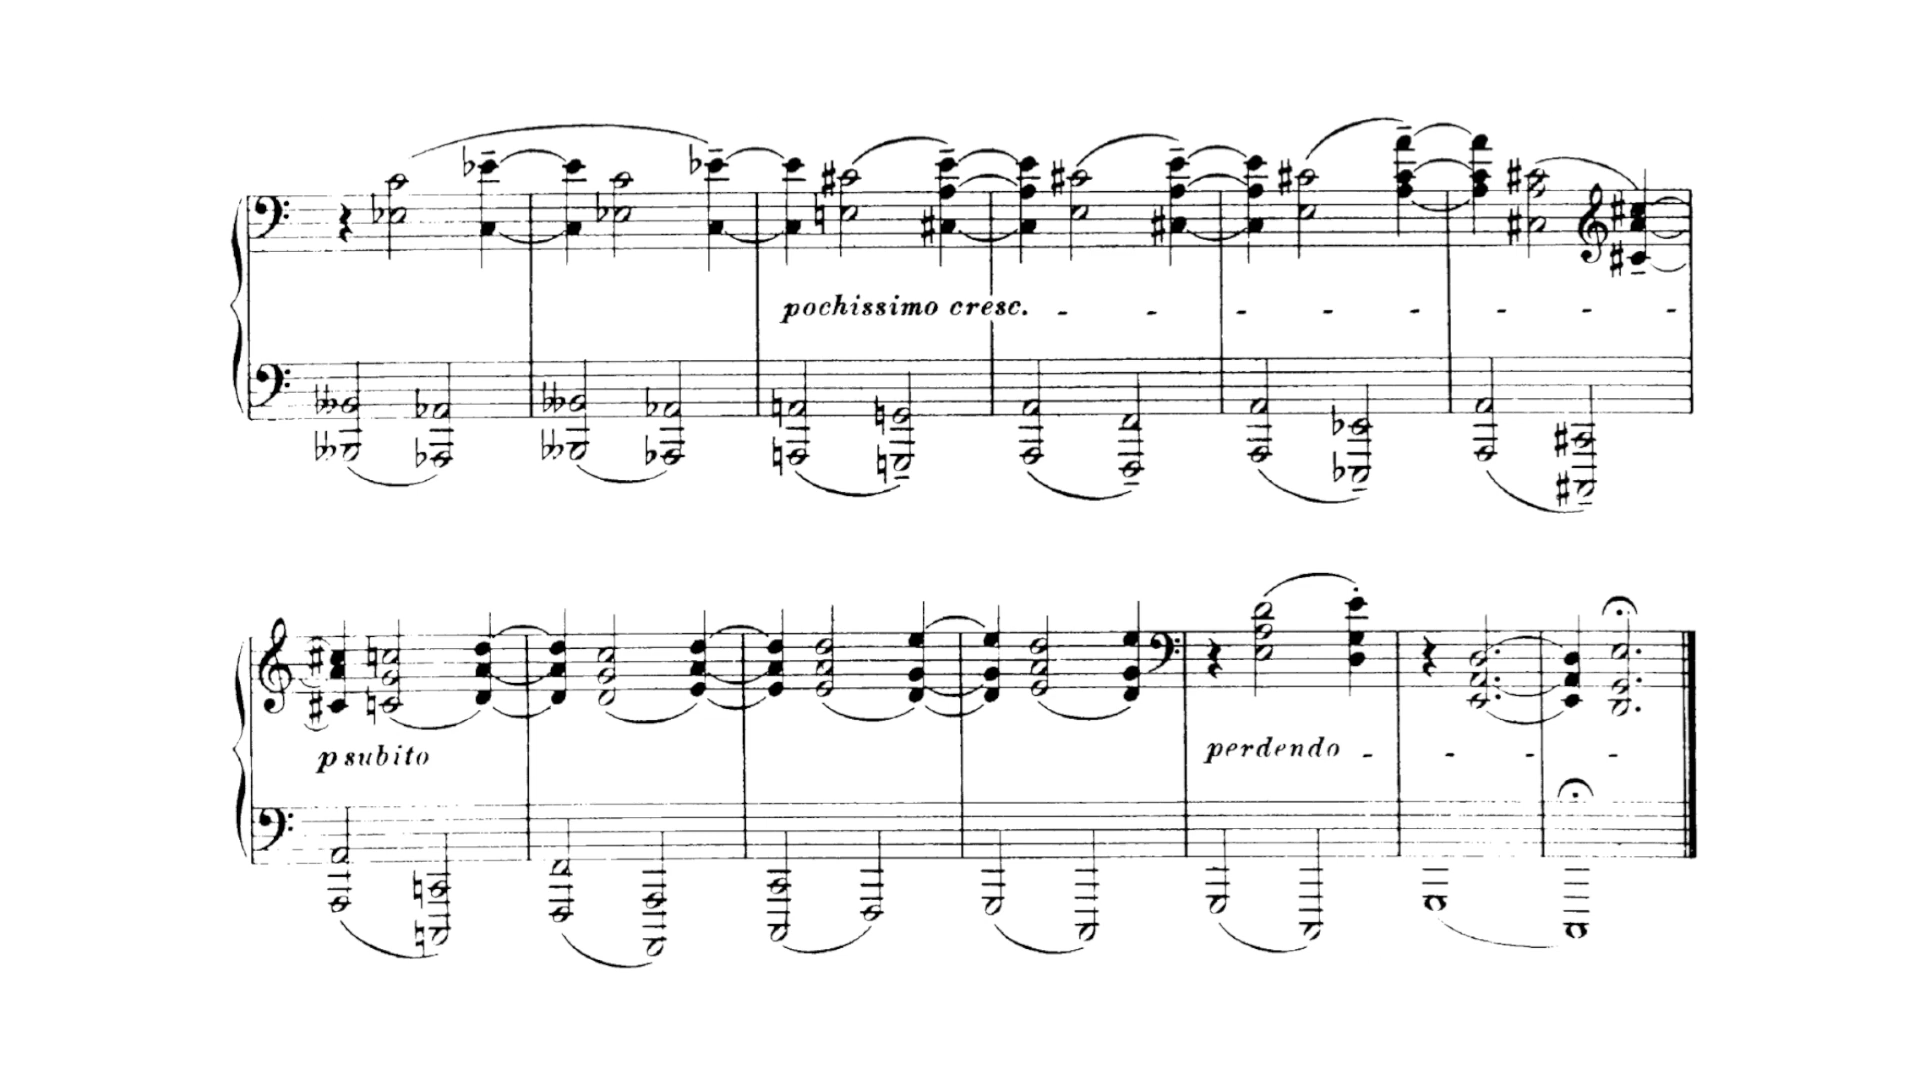 pochissimo cresc. - - - - - - - -
p subito
perdendo - - - -